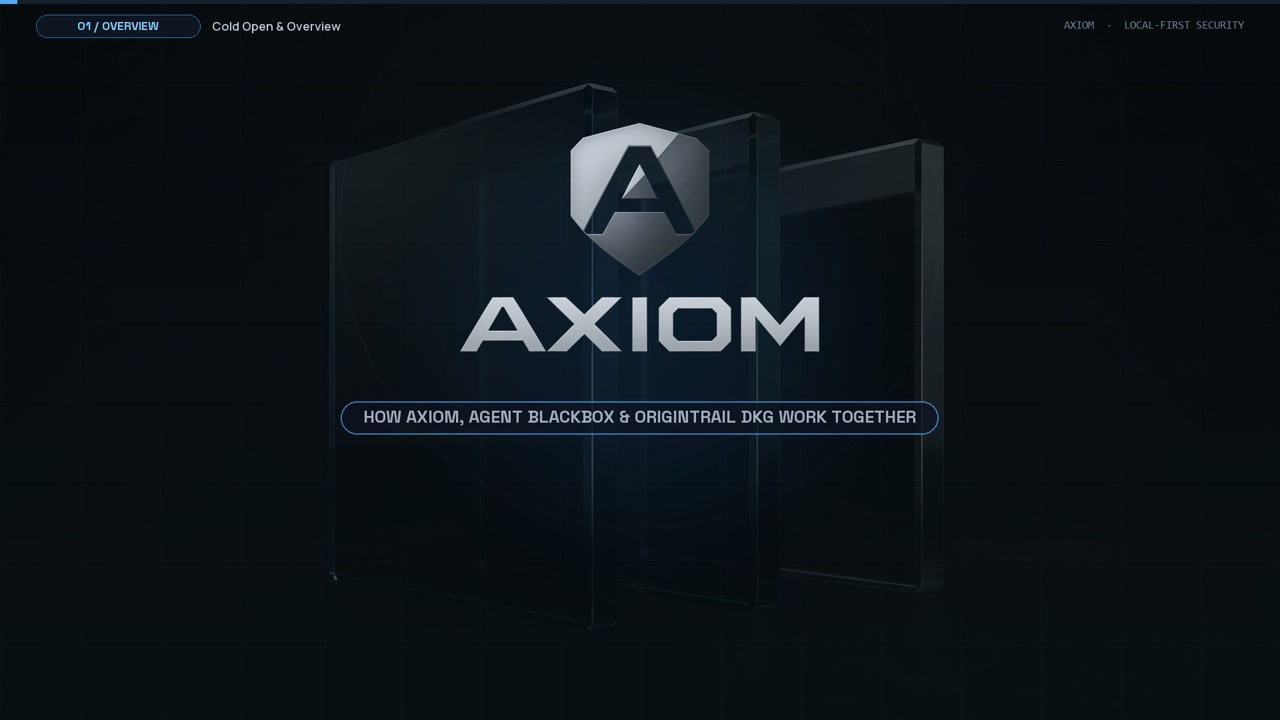 01 / OVERVIEW
Cold Open & Overview
AXIOM · LOCAL-FIRST SECURITY
A
AXIOM
HOW AXIOM, AGENT BLACKBOX & ORIGINTRAIL DKG WORK TOGETHER